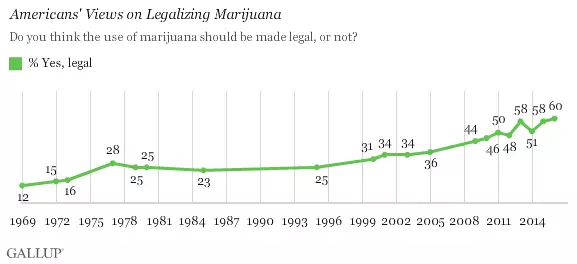 Americans' Views on Legalizing Marijuana
Do you think the use of marijuana should be made legal, or not?
% Yes, legal
12 15 16 28 25 25 23 25 31 34 34 36 44 46 50 48 58 51 58 60
1969 1972 1975 1978 1981 1984 1987 1990 1993 1996 1999 2002 2005 2008 2011 2014
GALLUP®